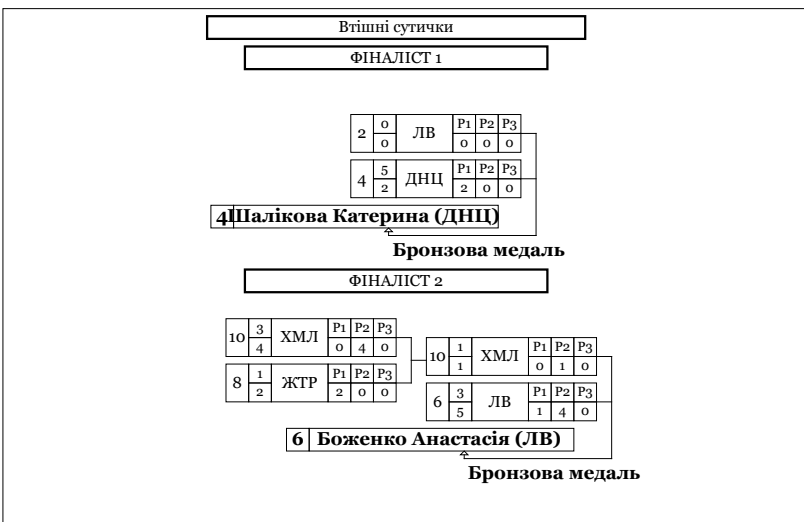 Втішні сутички
ФІНАЛІСТ 1
2 0 0 ЛВ P1 P2 P3 0 0 0
4 5 2 ДНЦ P1 P2 P3 2 0 0
4 Шалікова Катерина (ДНЦ)
Бронзова медаль
ФІНАЛІСТ 2
10 3 4 ХМЛ P1 P2 P3 0 4 0
8 1 2 ЖТР P1 P2 P3 2 0 0
10 1 1 ХМЛ P1 P2 P3 0 1 0
6 3 5 ЛВ P1 P2 P3 1 4 0
6 Боженко Анастасія (ЛВ)
Бронзова медаль